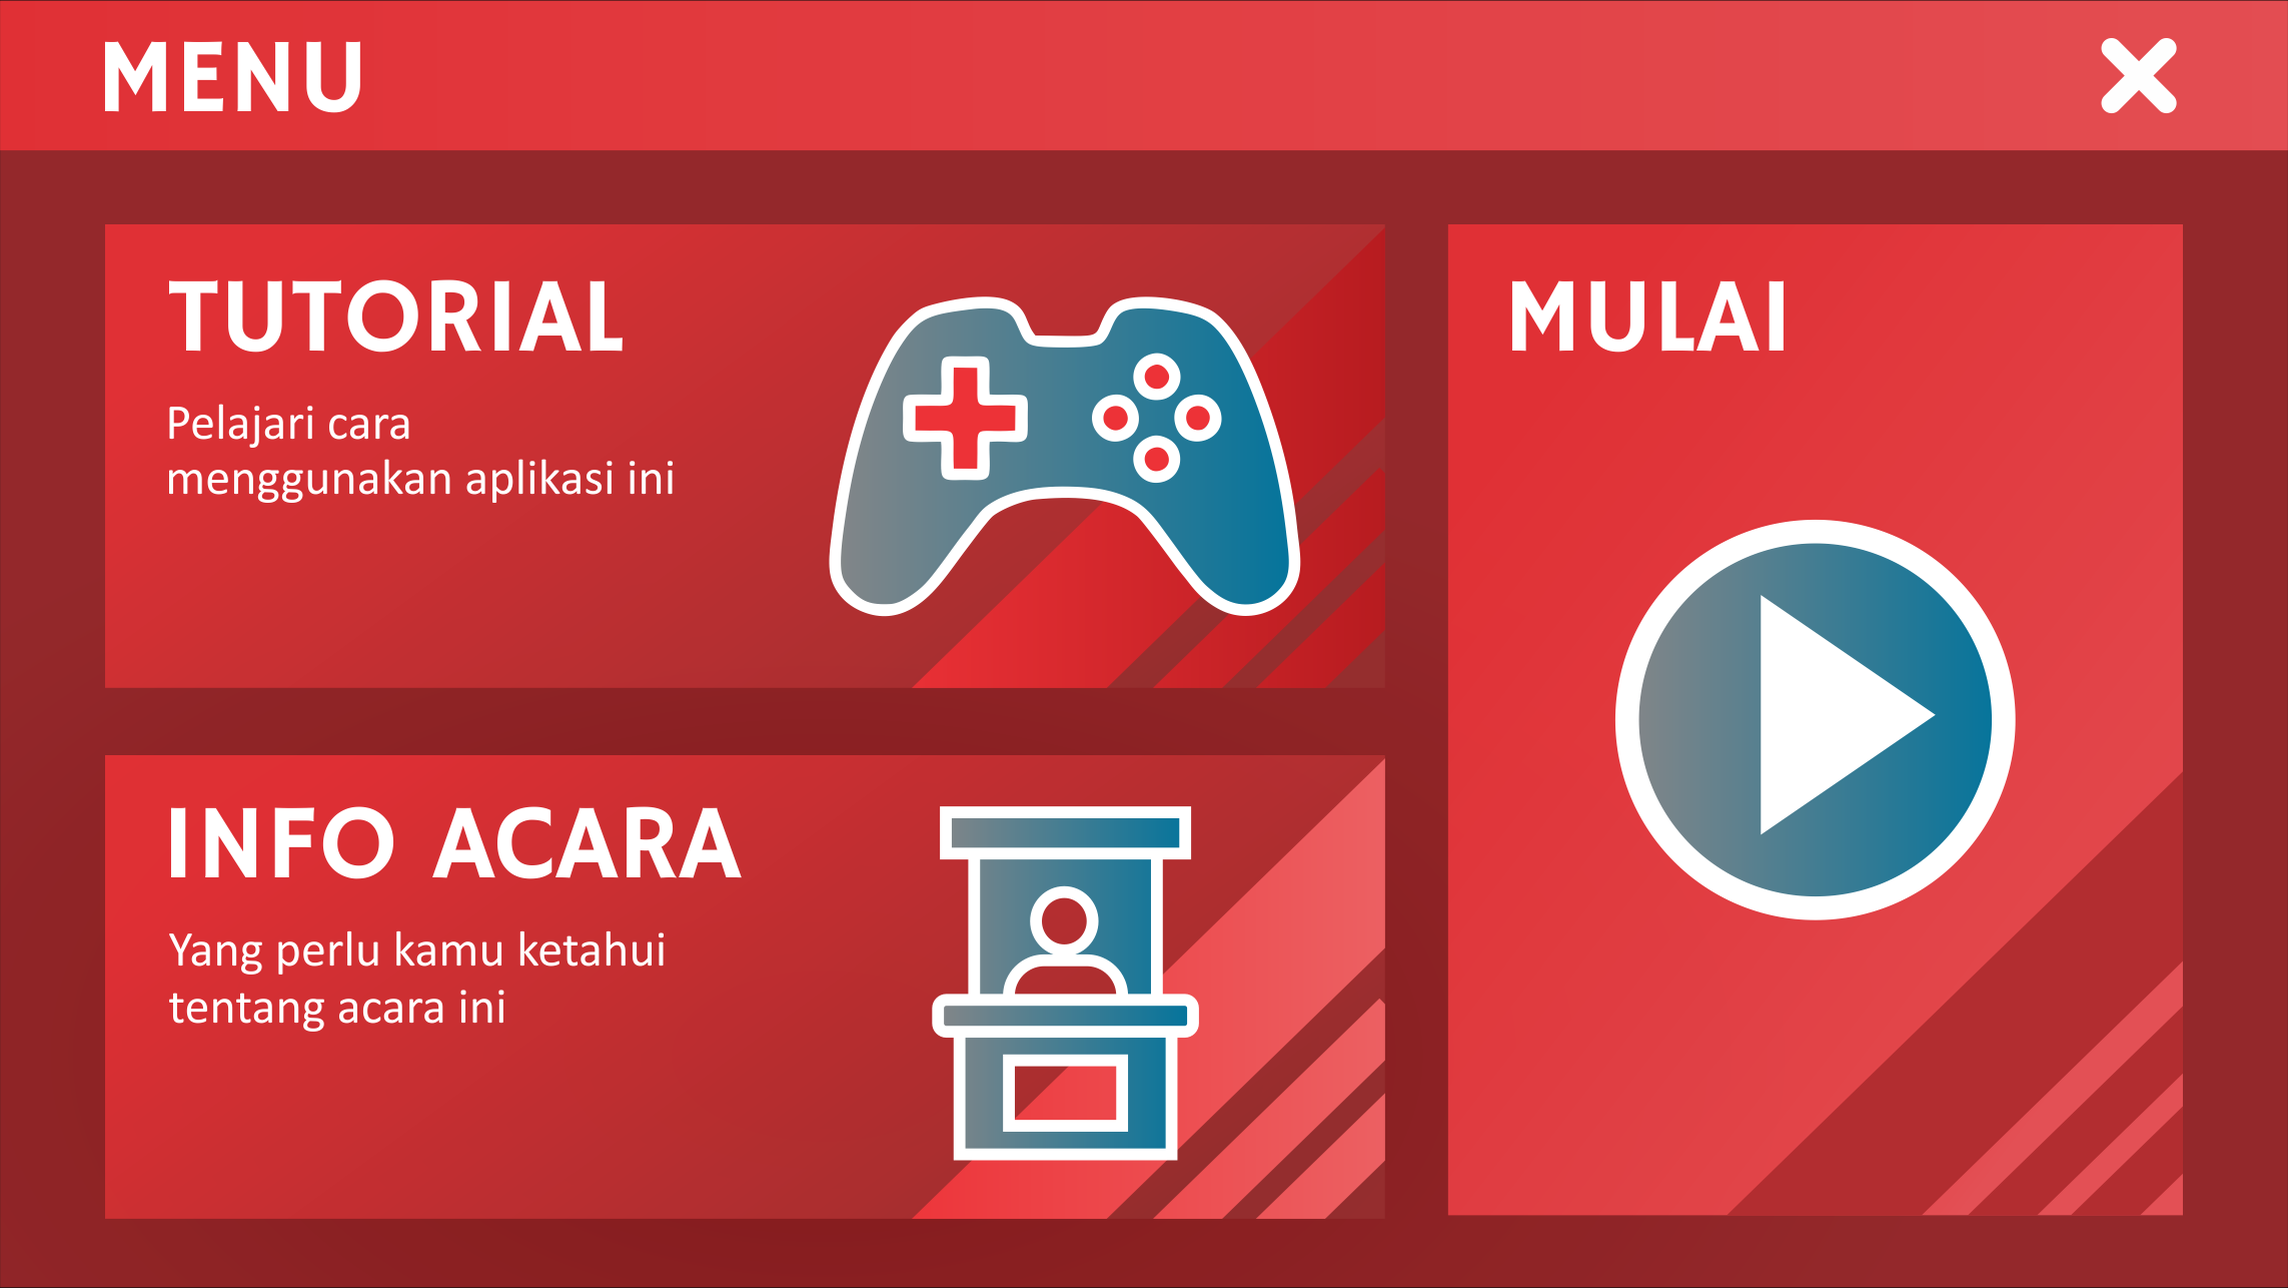 MENU
TUTORIAL
Pelajari cara
menggunakan aplikasi ini
MULAI
INFO ACARA
Yang perlu kamu ketahui
tentang acara ini